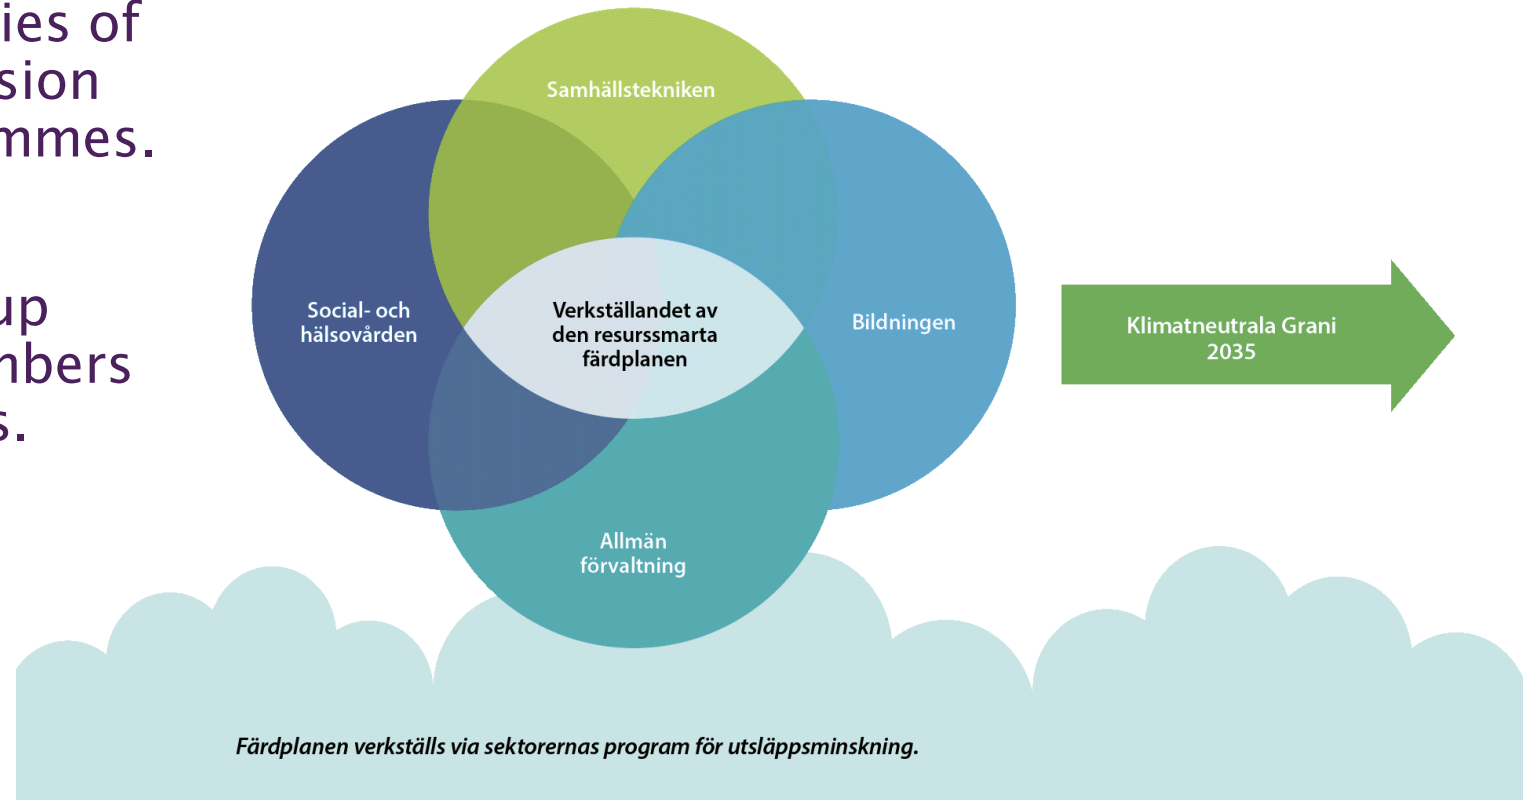 ies of
sion
mmes.
up
mbers
s.
Samhällstekniken
Social- och
hälsovården
Verkställandet av
den resurssmarta
färdplanen
Bildningen
Allmän
förvaltning
Klimatneutrala Grani
2035
Färdplanen verkställs via sektorernas program för utsläppsminskning.